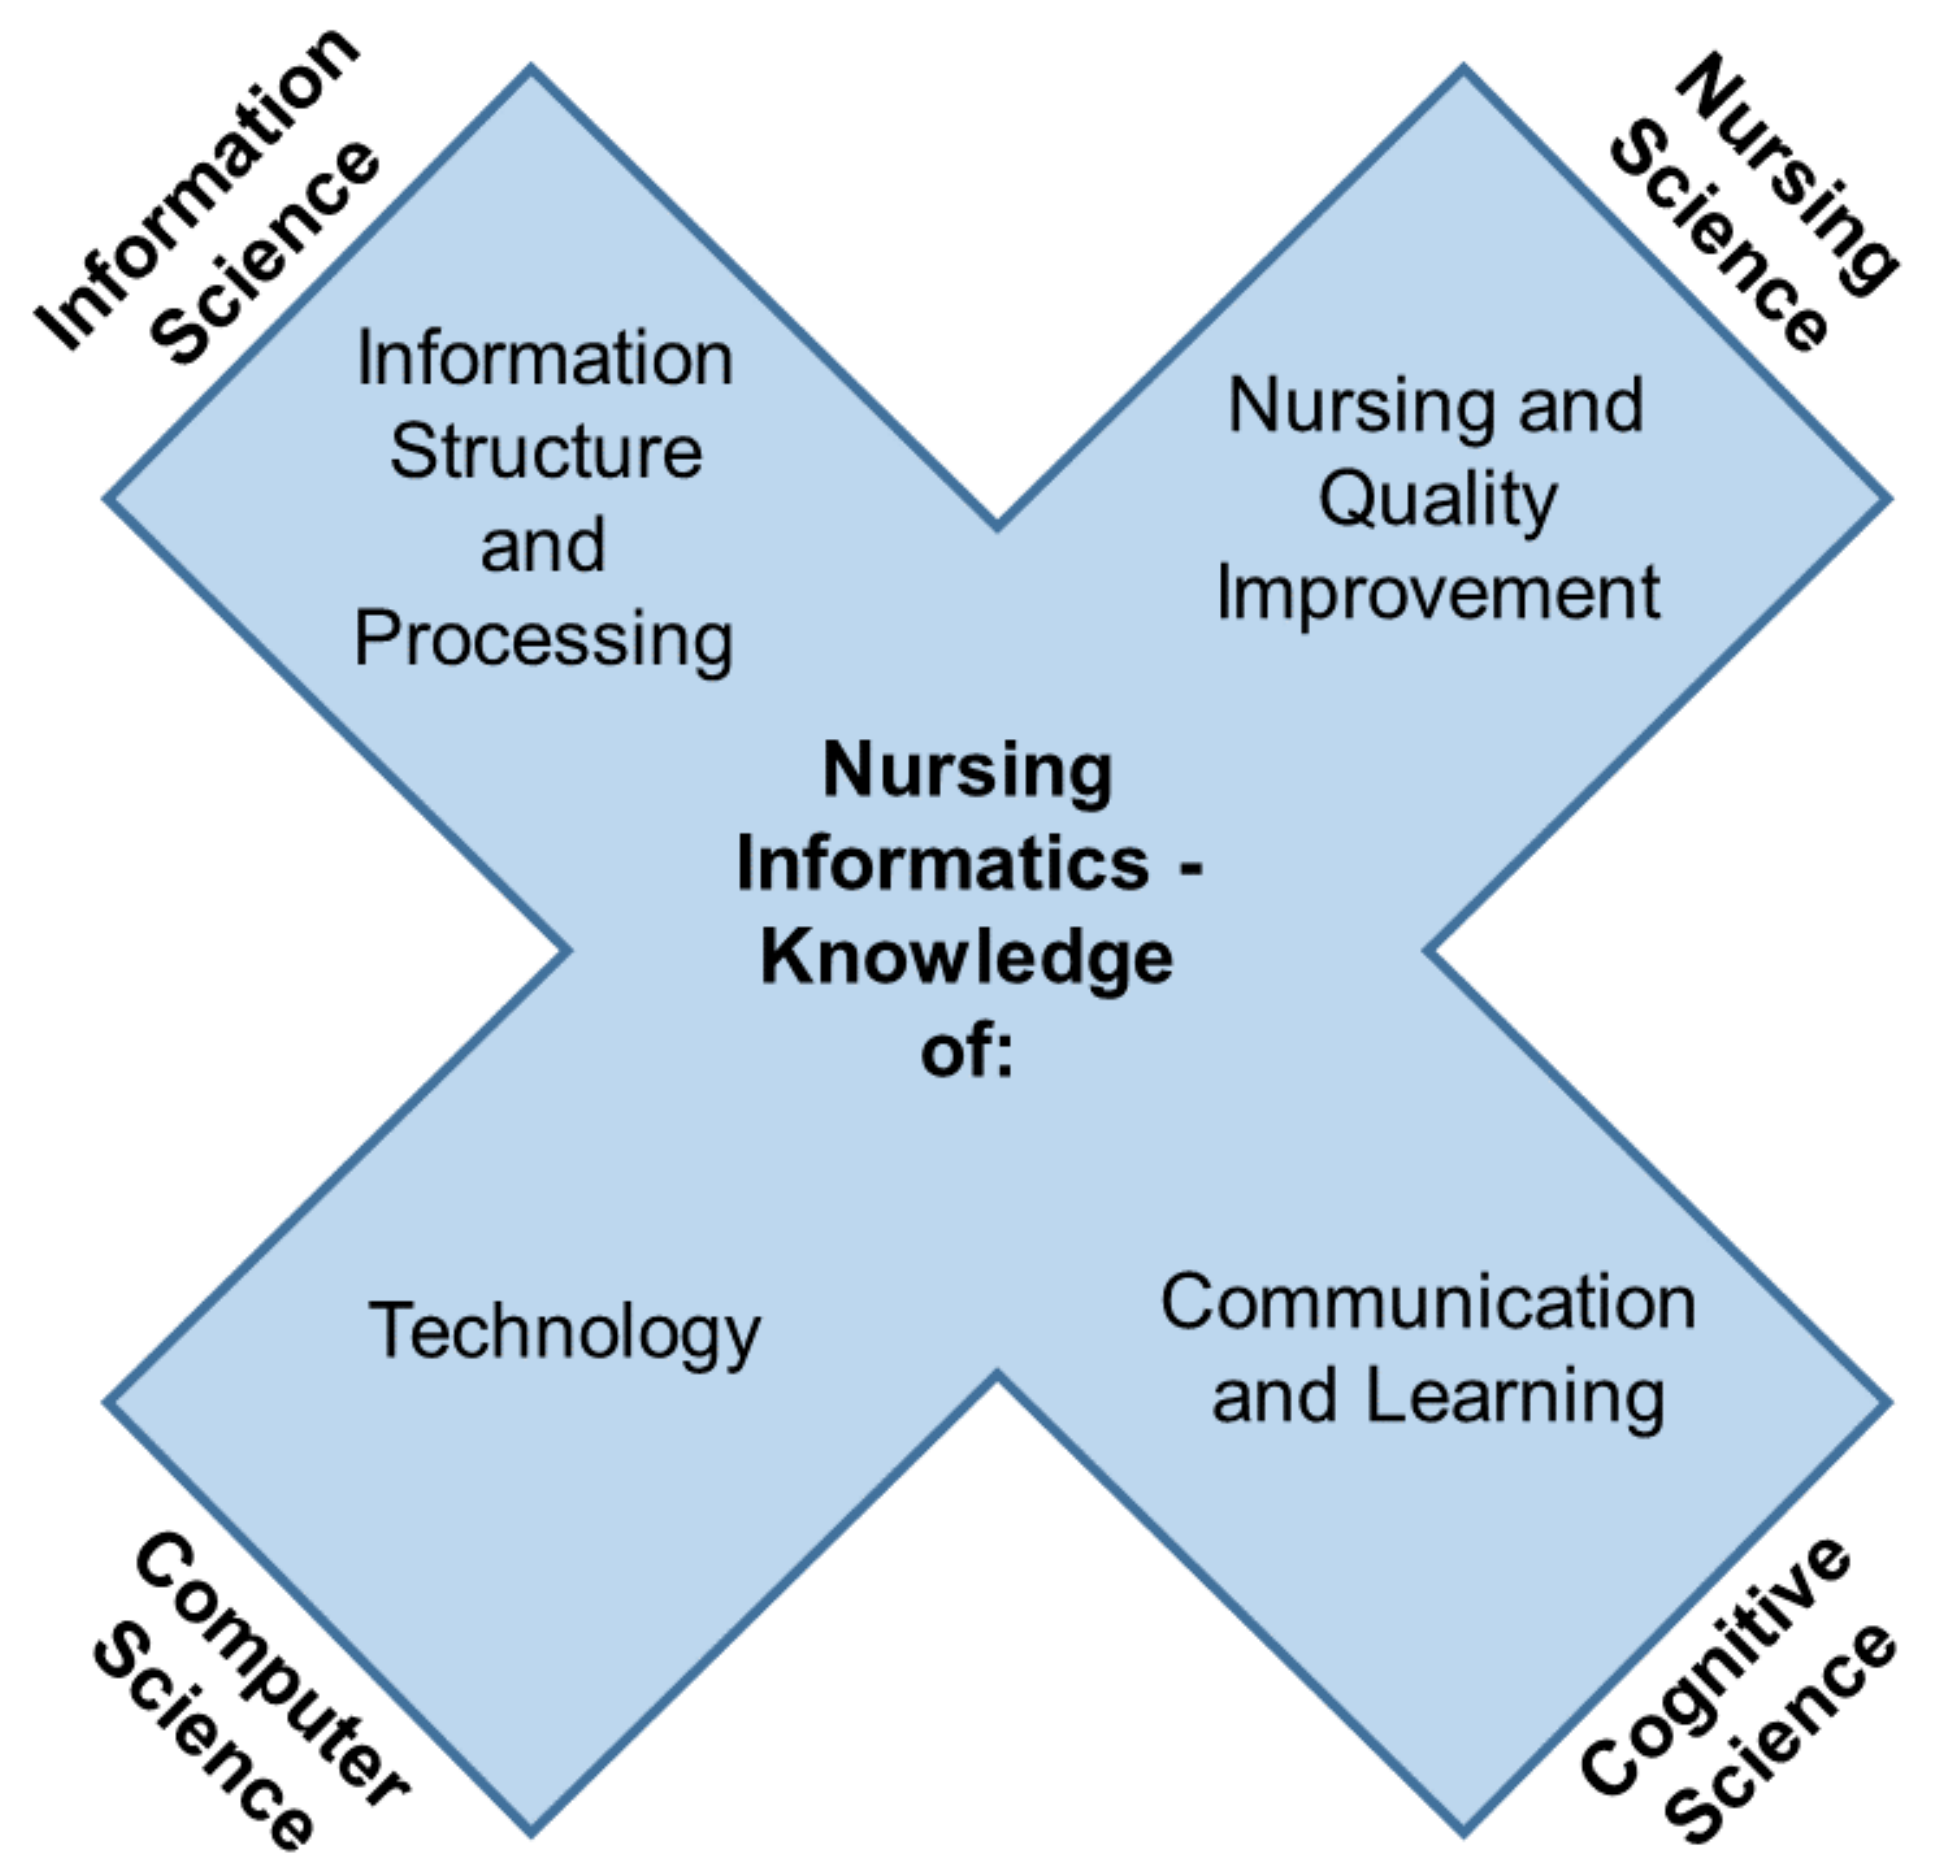 Information
Science
Nursing
Science
Information
Structure
and
Processing
Nursing and
Quality
Improvement
Nursing
Informatics -
Knowledge
of:
Technology
Communication
and Learning
Computer
Science
Cognitive
Science